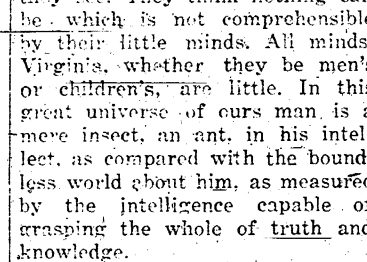 be which is not comprehensible
by their little minds. All minds,
Virginia, whether they be men's
or children's, are little. In this
great universe of ours man is a
mere insect, an ant, in his intel
lect, as compared with the bound
less world about him, as measured
by the intelligence capable of
grasping the whole of truth and
knowledge.